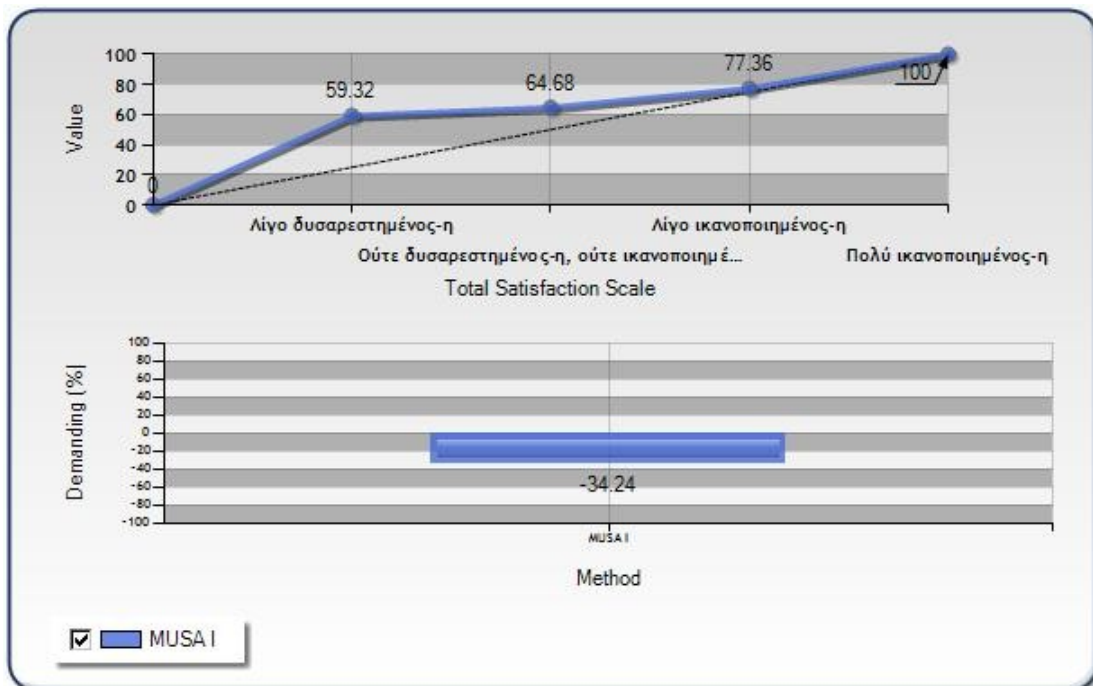 100
80
60
40
20
0
Value
0
59.32
64.68
77.36
100
Λίγο δυσαρεστημένος-η
Λίγο ικανοποιημένος-η
Ούτε δυσαρεστημένος-η, ούτε ικανοποιημέ...
Πολύ ικανοποιημένος-η
Total Satisfaction Scale
100
80
60
40
20
0
-20
-40
-60
-80
-100
Demanding (%)
-34.24
MUSA I
Method
MUSA I